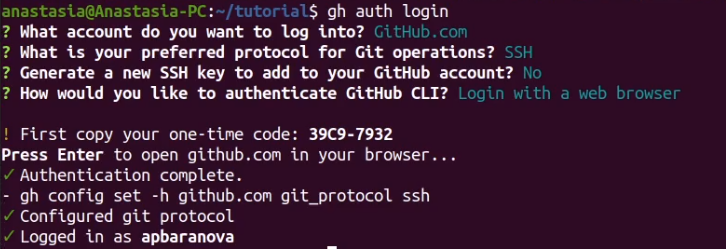 anastasia@Anastasia-PC:~/tutorial$ gh auth login
? What account do you want to log into? GitHub.com
? What is your preferred protocol for Git operations? SSH
? Generate a new SSH key to add to your GitHub account? No
? How would you like to authenticate GitHub CLI? Login with a web browser
! First copy your one-time code: 39C9-7932
Press Enter to open github.com in your browser...
✓ Authentication complete.
- gh config set -h github.com git_protocol ssh
✓ Configured git protocol
✓ Logged in as apbaranova